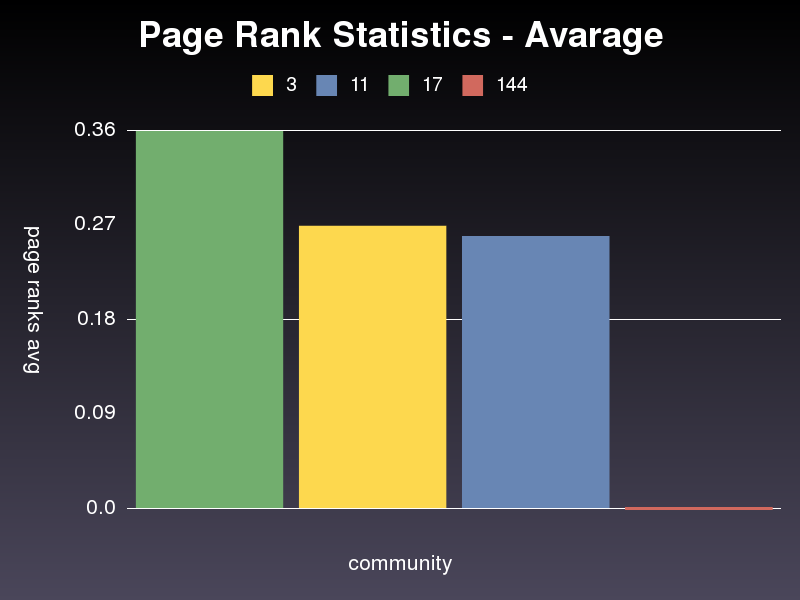 Page Rank Statistics - Avarage
3 11 17 144
0.36
0.27
0.18
0.09
0.0
page ranks avg
community